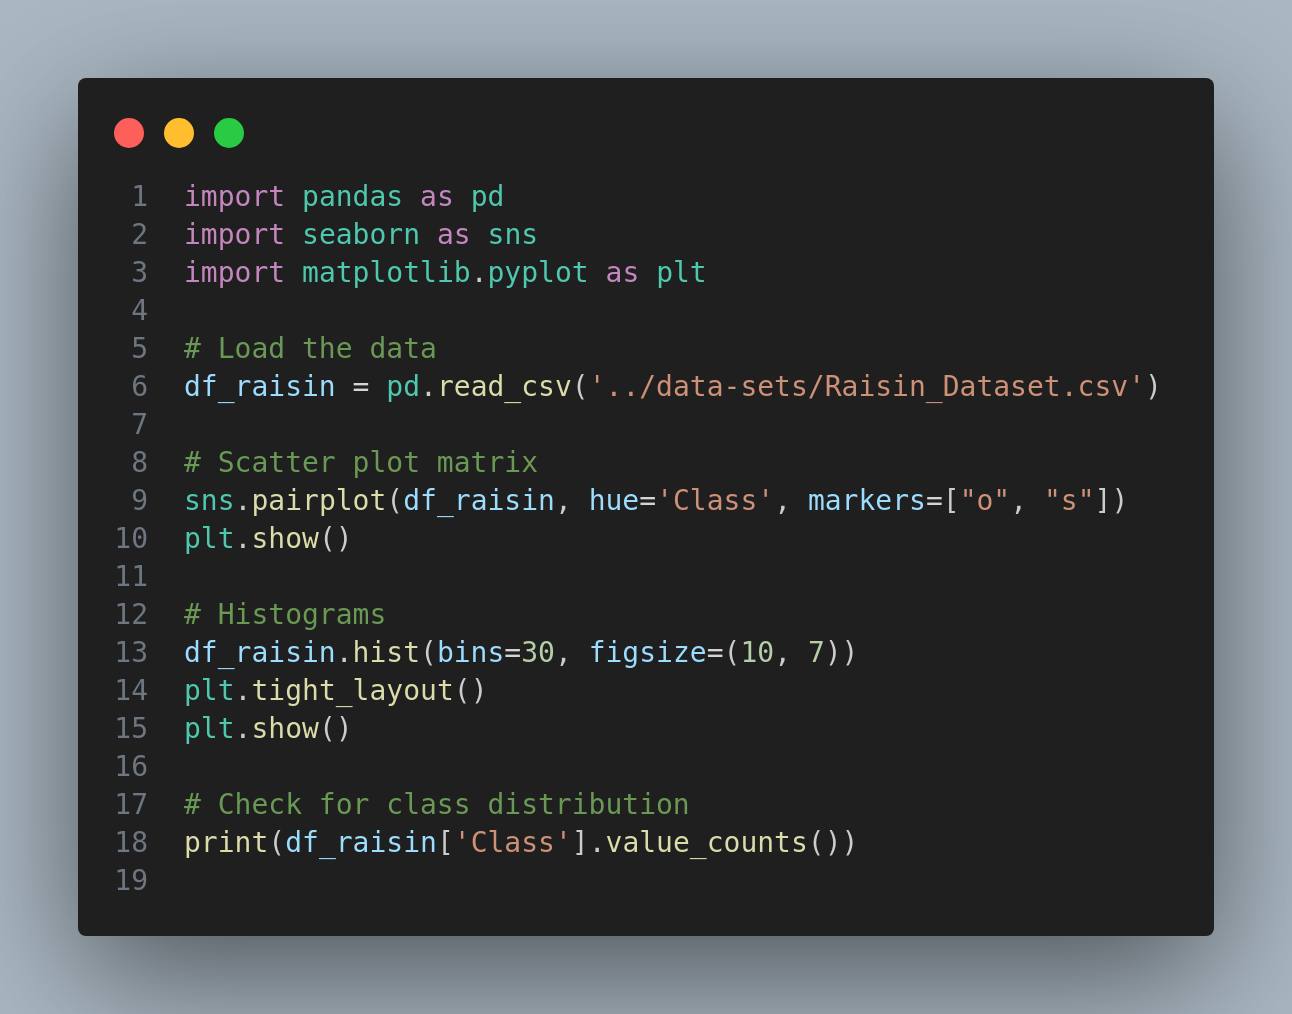 1 import pandas as pd
2 import seaborn as sns
3 import matplotlib.pyplot as plt
4
5 # Load the data
6 df_raisin = pd.read_csv('../data-sets/Raisin_Dataset.csv')
7
8 # Scatter plot matrix
9 sns.pairplot(df_raisin, hue='Class', markers=["o", "s"])
10 plt.show()
11
12 # Histograms
13 df_raisin.hist(bins=30, figsize=(10, 7))
14 plt.tight_layout()
15 plt.show()
16
17 # Check for class distribution
18 print(df_raisin['Class'].value_counts())
19